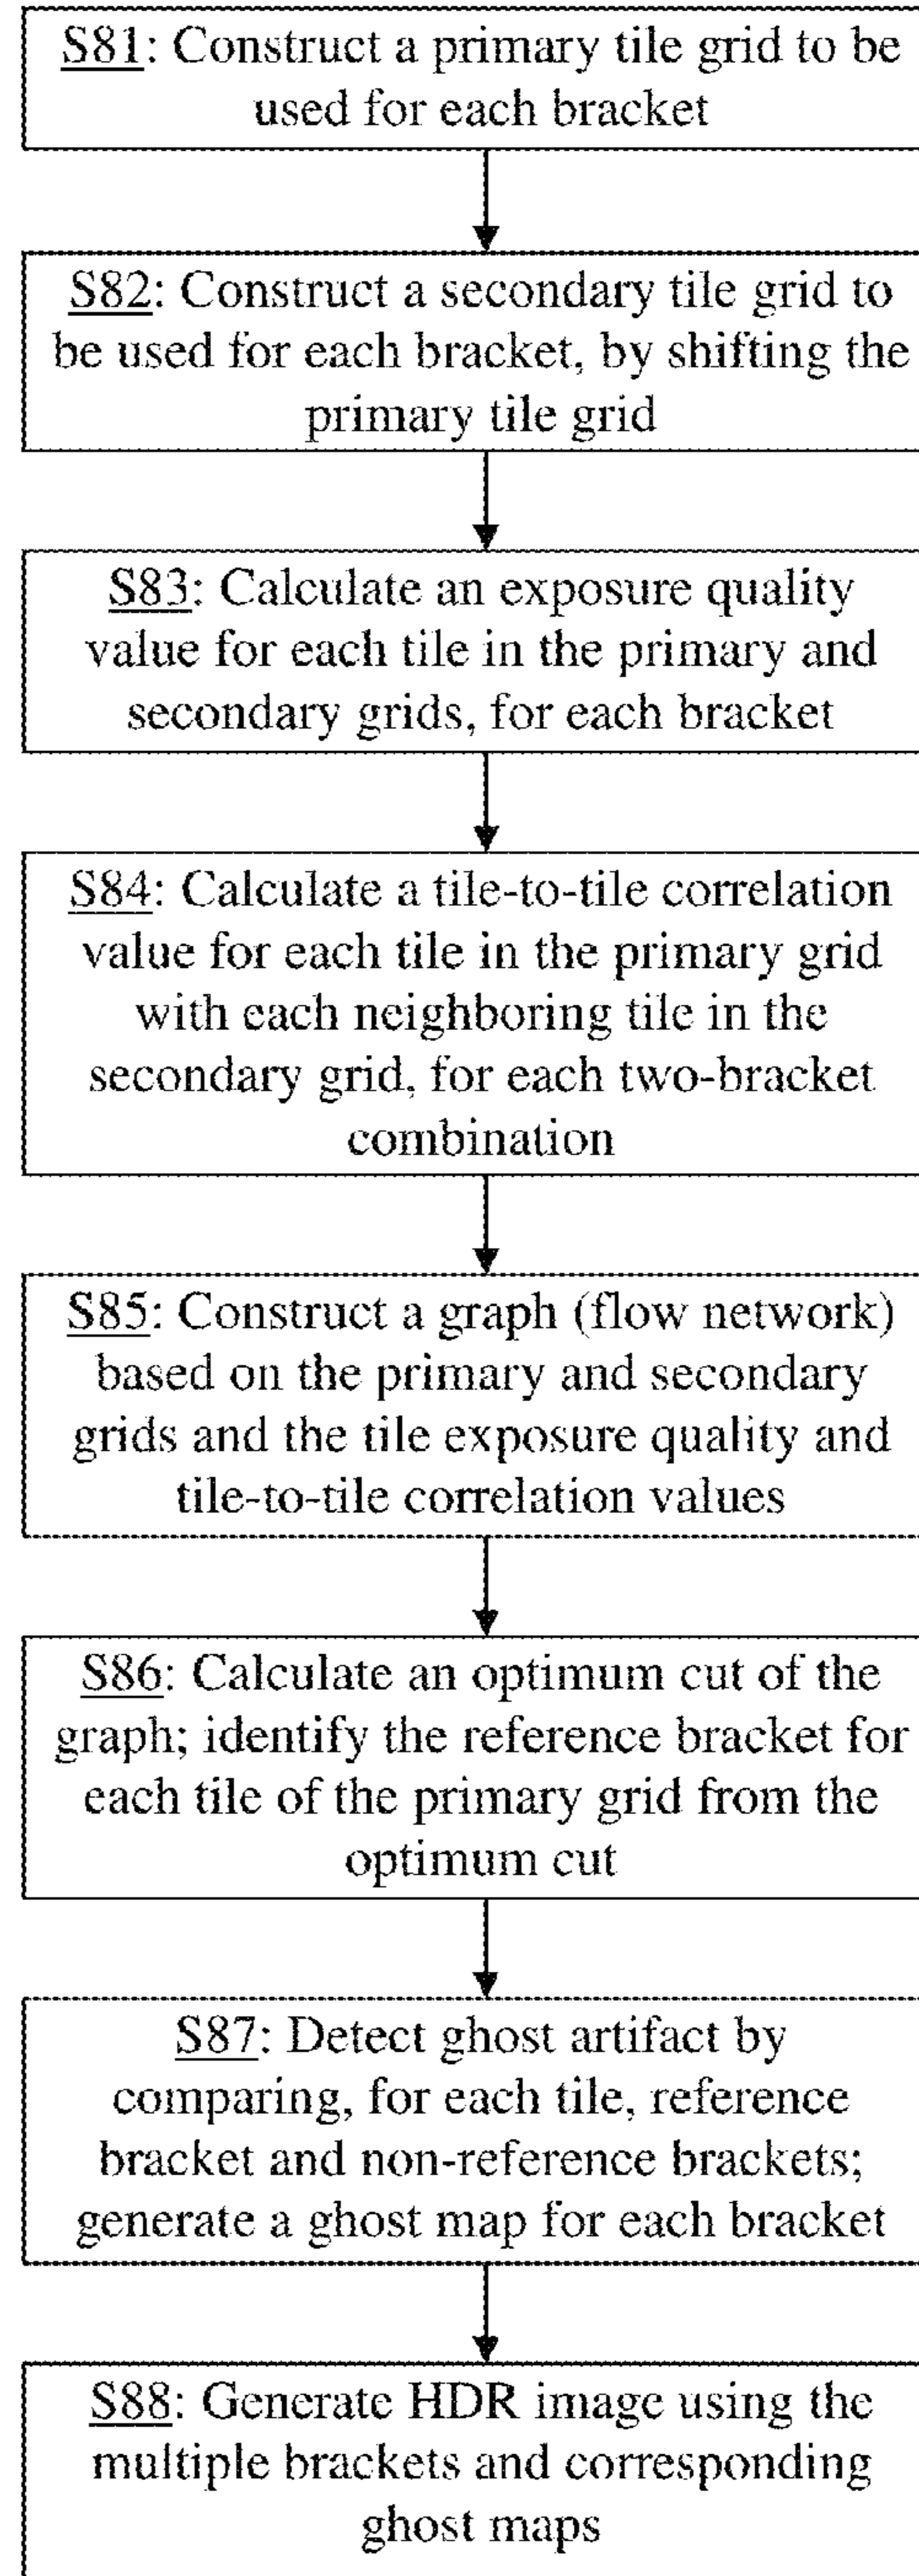 S81: Construct a primary tile grid to be
used for each bracket
S82: Construct a secondary tile grid to
be used for each bracket, by shifting the
primary tile grid
S83: Calculate an exposure quality
value for each tile in the primary and
secondary grids, for each bracket
S84: Calculate a tile-to-tile correlation
value for each tile in the primary grid
with each neighboring tile in the
secondary grid, for each two-bracket
combination
S85: Construct a graph (flow network)
based on the primary and secondary
grids and the tile exposure quality and
tile-to-tile correlation values
S86: Calculate an optimum cut of the
graph; identify the reference bracket for
each tile of the primary grid from the
optimum cut
S87: Detect ghost artifact by
comparing, for each tile, reference
bracket and non-reference brackets;
generate a ghost map for each bracket
S88: Generate HDR image using the
multiple brackets and corresponding
ghost maps